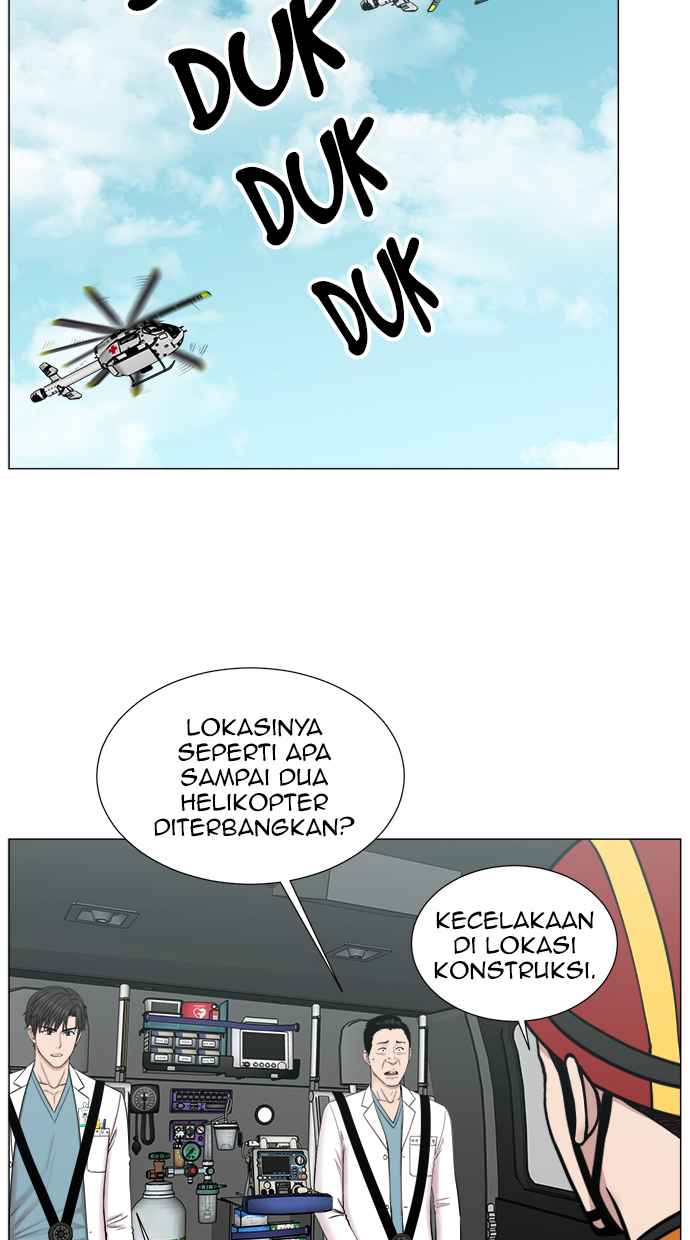 DUK
DUK
DUK
LOKASINYA
SEPERTI APA
SAMPAI DUA
HELIKOPTER
DITERBANGKAN?
KECELAKAAN
DI LOKASI
KONSTRUKSI.